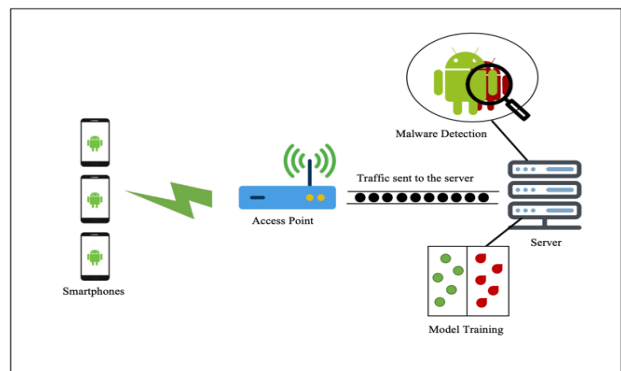 Malware Detection
Traffic sent to the server
Access Point
Server
Smartphones
Model Training